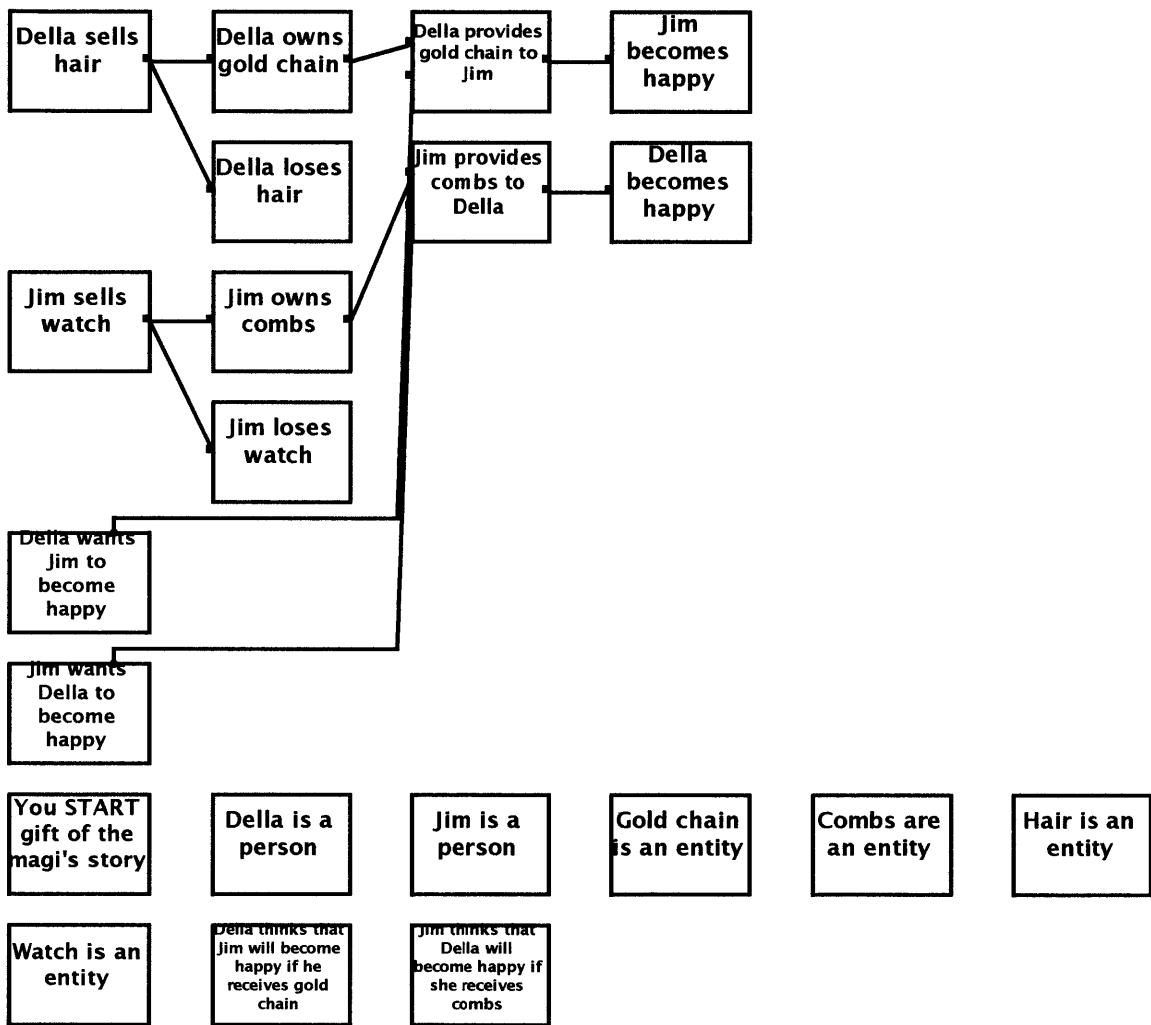 Della sells
hair
Della owns
gold chain
Della provides
gold chain to
Jim
Jim
becomes
happy
Della loses
hair
Jim provides
combs to
Della
Della
becomes
happy
Jim sells
watch
Jim owns
combs
Jim loses
watch
Della wants
Jim to
become
happy
Jim wants
Della to
become
happy
You START
gift of the
magi's story
Della is a
person
Jim is a
person
Gold chain
is an entity
Combs are
an entity
Hair is an
entity
Watch is an
entity
Della thinks that
Jim will become
happy if he
receives gold
chain
Jim thinks that
Della will
become happy if
she receives
combs